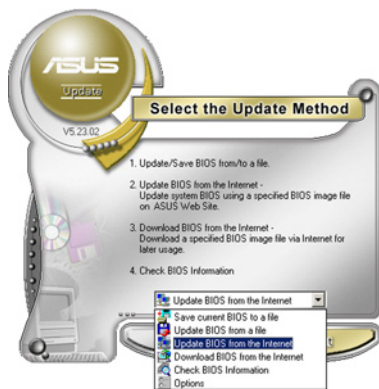 ASUS
Update
V5.23.02
Select the Update Method
1. Update/Save BIOS from/to a file.
2. Update BIOS from the Internet -
Update system BIOS using a specified BIOS image file
on ASUS Web Site.
3. Download BIOS from the Internet -
Download a specified BIOS image file via Internet for
later usage.
4. Check BIOS Information
Update BIOS from the Internet
Save current BIOS to a file
Update BIOS from a file
Update BIOS from the Internet
Download BIOS from the Internet
Check BIOS Information
Options